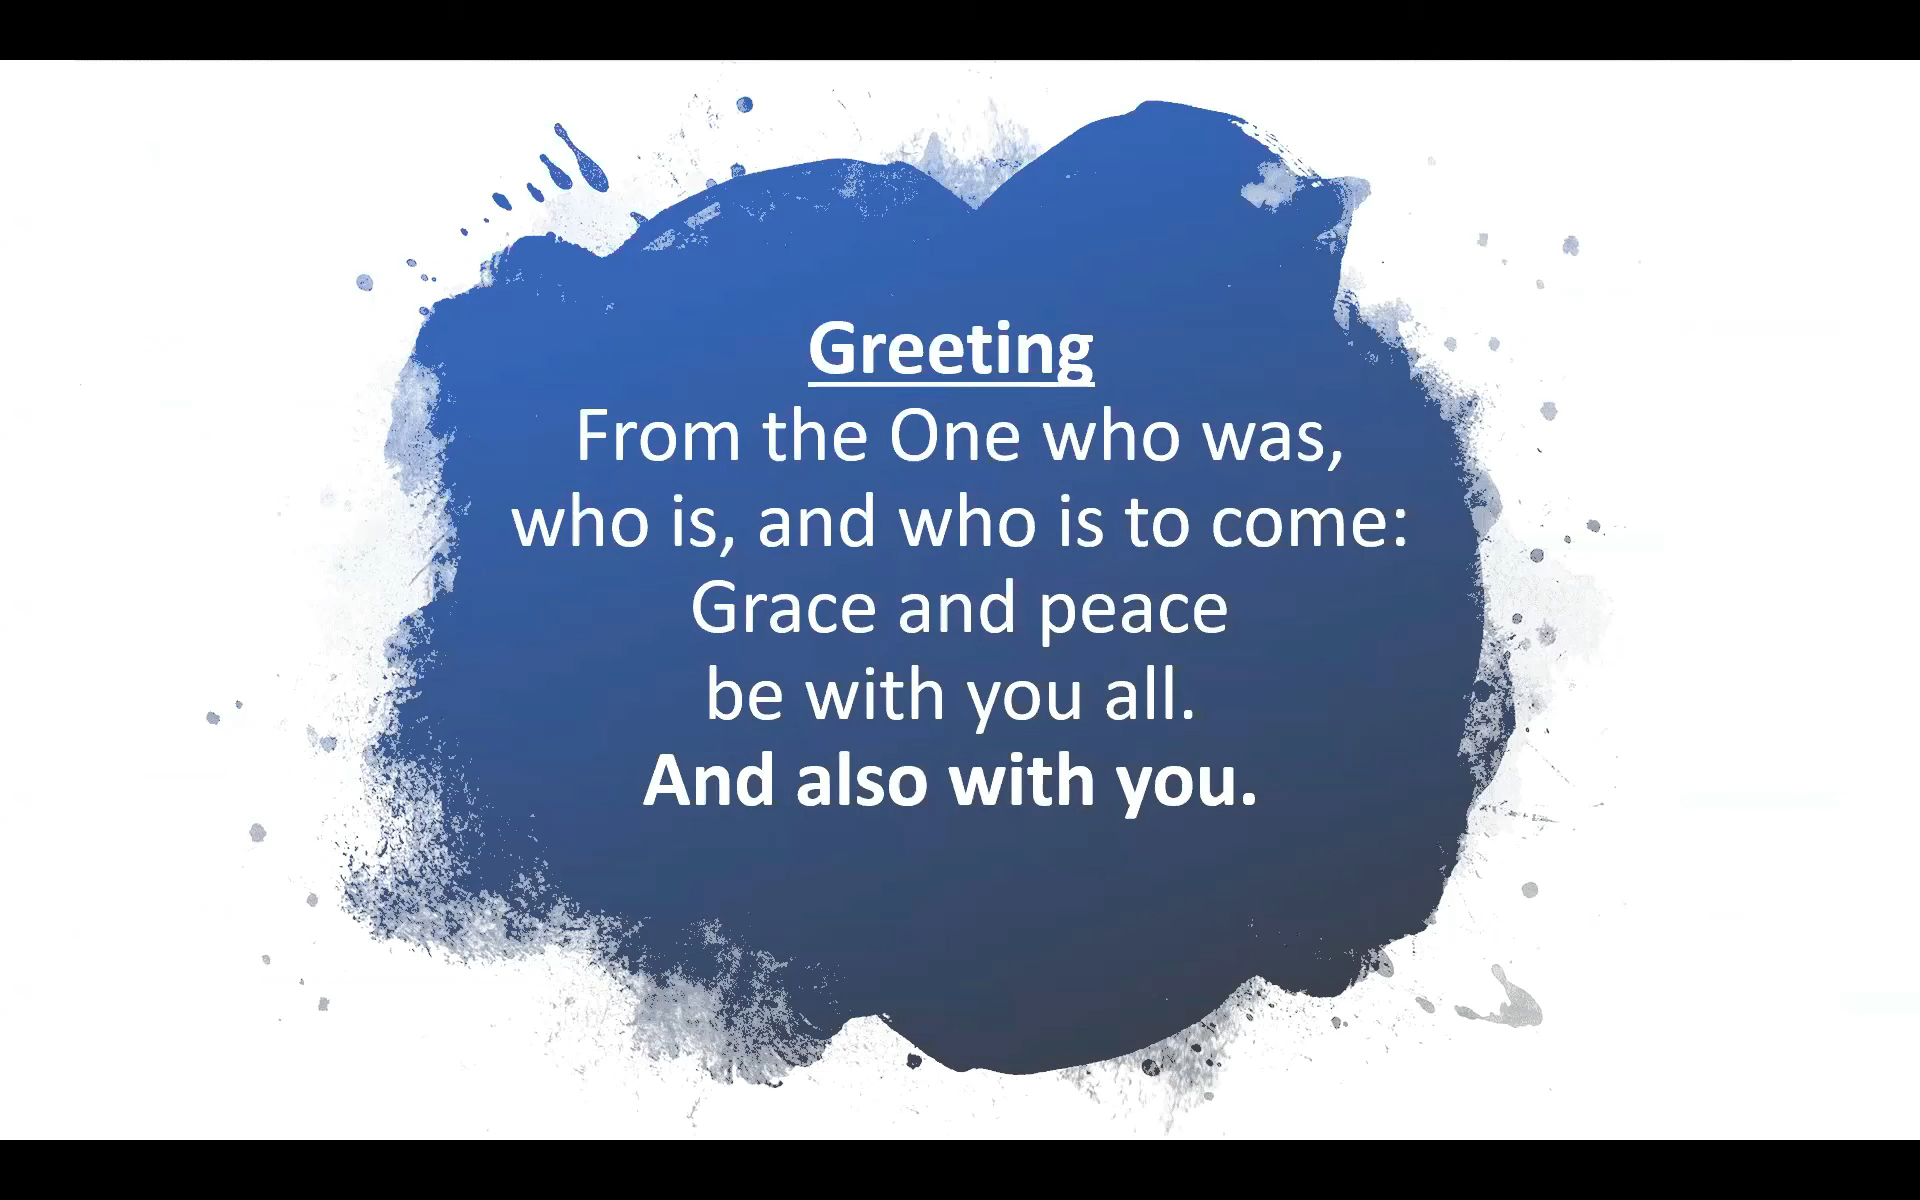 Greeting
From the One who was,
who is, and who is to come:
Grace and peace
be with you all.
And also with you.